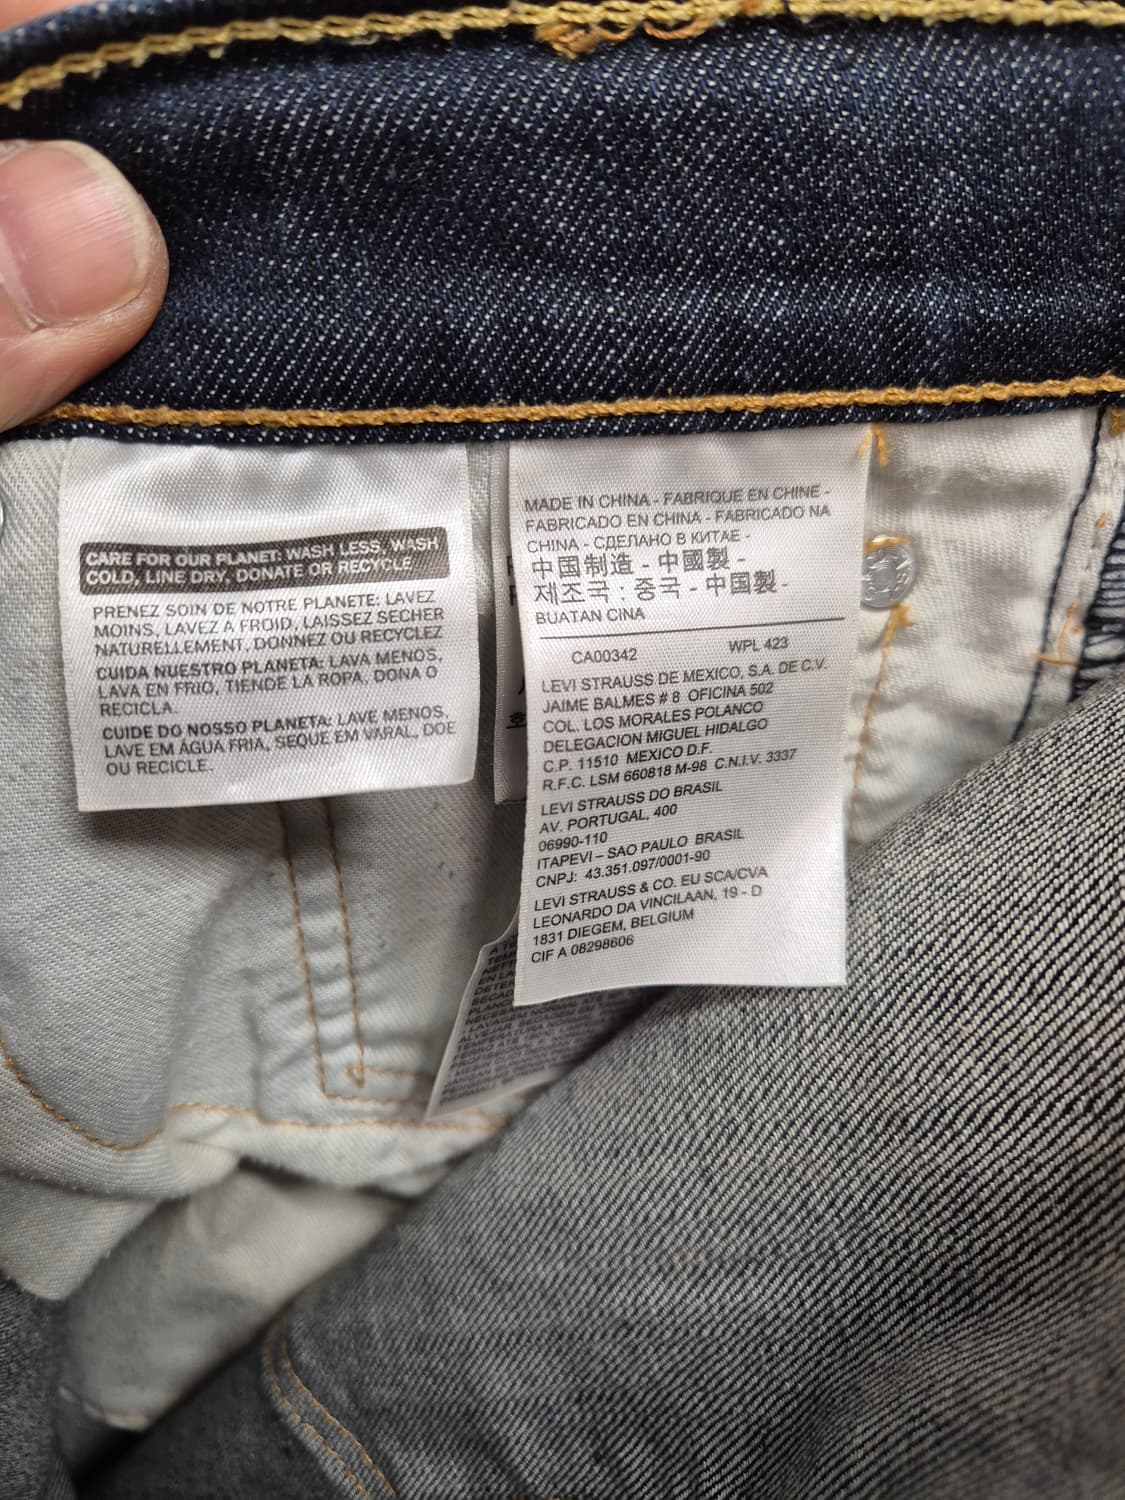 CARE FOR OUR PLANET: WASH LESS, WASH
COLD, LINE DRY, DONATE OR RECYCLE
PRENEZ SOIN DE NOTRE PLANETE: LAVEZ
MOINS, LAVEZ A FROID, LAISSEZ SECHER
NATURELLEMENT, DONNEZ OU RECYCLEZ
CUIDA NUESTRO PLANETA: LAVA MENOS,
LAVA EN FRIO, TIENDE LA ROPA, DONA O
RECICLA.
CUIDE DO NOSSO PLANETA: LAVE MENOS,
LAVE EM ÁGUA FRIA, SEQUE EM VARAL, DOE
OU RECICLE.
MADE IN CHINA - FABRIQUE EN CHINE -
FABRICADO EN CHINA - FABRICADO NA
CHINA - СДЕЛАНО В КИТАЕ -
中国制造 - 中國製 -
제조국 : 중국 - 中国製 -
BUATAN CINA
CA00342 WPL 423
LEVI STRAUSS DE MEXICO, S.A. DE C.V.
JAIME BALMES # 8 OFICINA 502
COL. LOS MORALES POLANCO
DELEGACION MIGUEL HIDALGO
C.P. 11510 MEXICO D.F.
R.F.C. LSM 660818 M-98 C.N.I.V. 3337
LEVI STRAUSS DO BRASIL
AV. PORTUGAL, 400
06990-110
ITAPEVI – SAO PAULO BRASIL
CNPJ: 43.351.097/0001-90
LEVI STRAUSS & CO. EU SCA/CVA
LEONARDO DA VINCILAAN, 19 - D
1831 DIEGEM, BELGIUM
CIF A 08298606